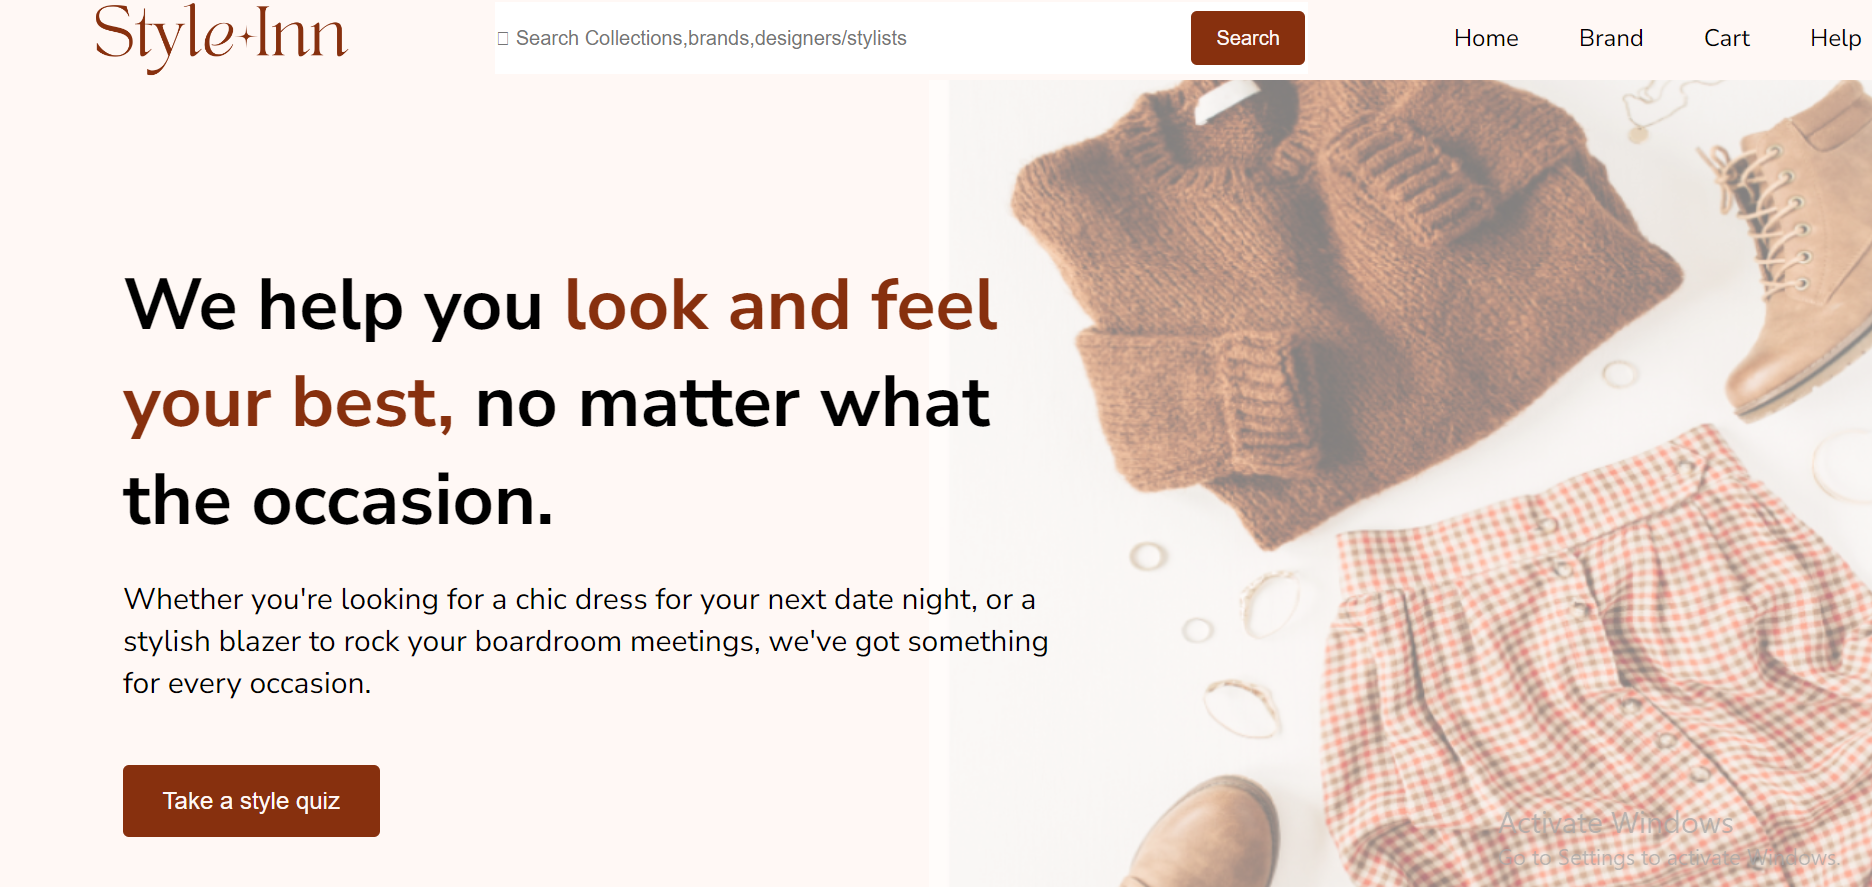 Style Inn
Search Collections,brands,designers/stylists
Search
Home
Brand
Cart
Help
We help you look and feel
your best, no matter what
the occasion.
Whether you're looking for a chic dress for your next date night, or a
stylish blazer to rock your boardroom meetings, we've got something
for every occasion.
Take a style quiz
Activate Windows
Go to Settings to activate Windows.